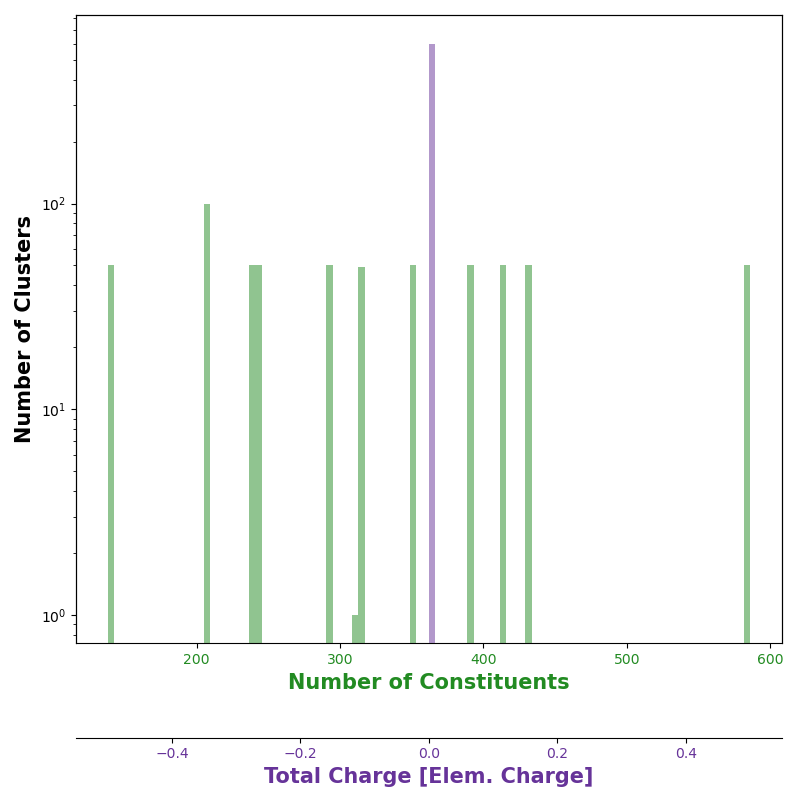 Number of Clusters
10²
10¹
10⁰
200 300 400 500 600
Number of Constituents
−0.4 −0.2 0.0 0.2 0.4
Total Charge [Elem. Charge]